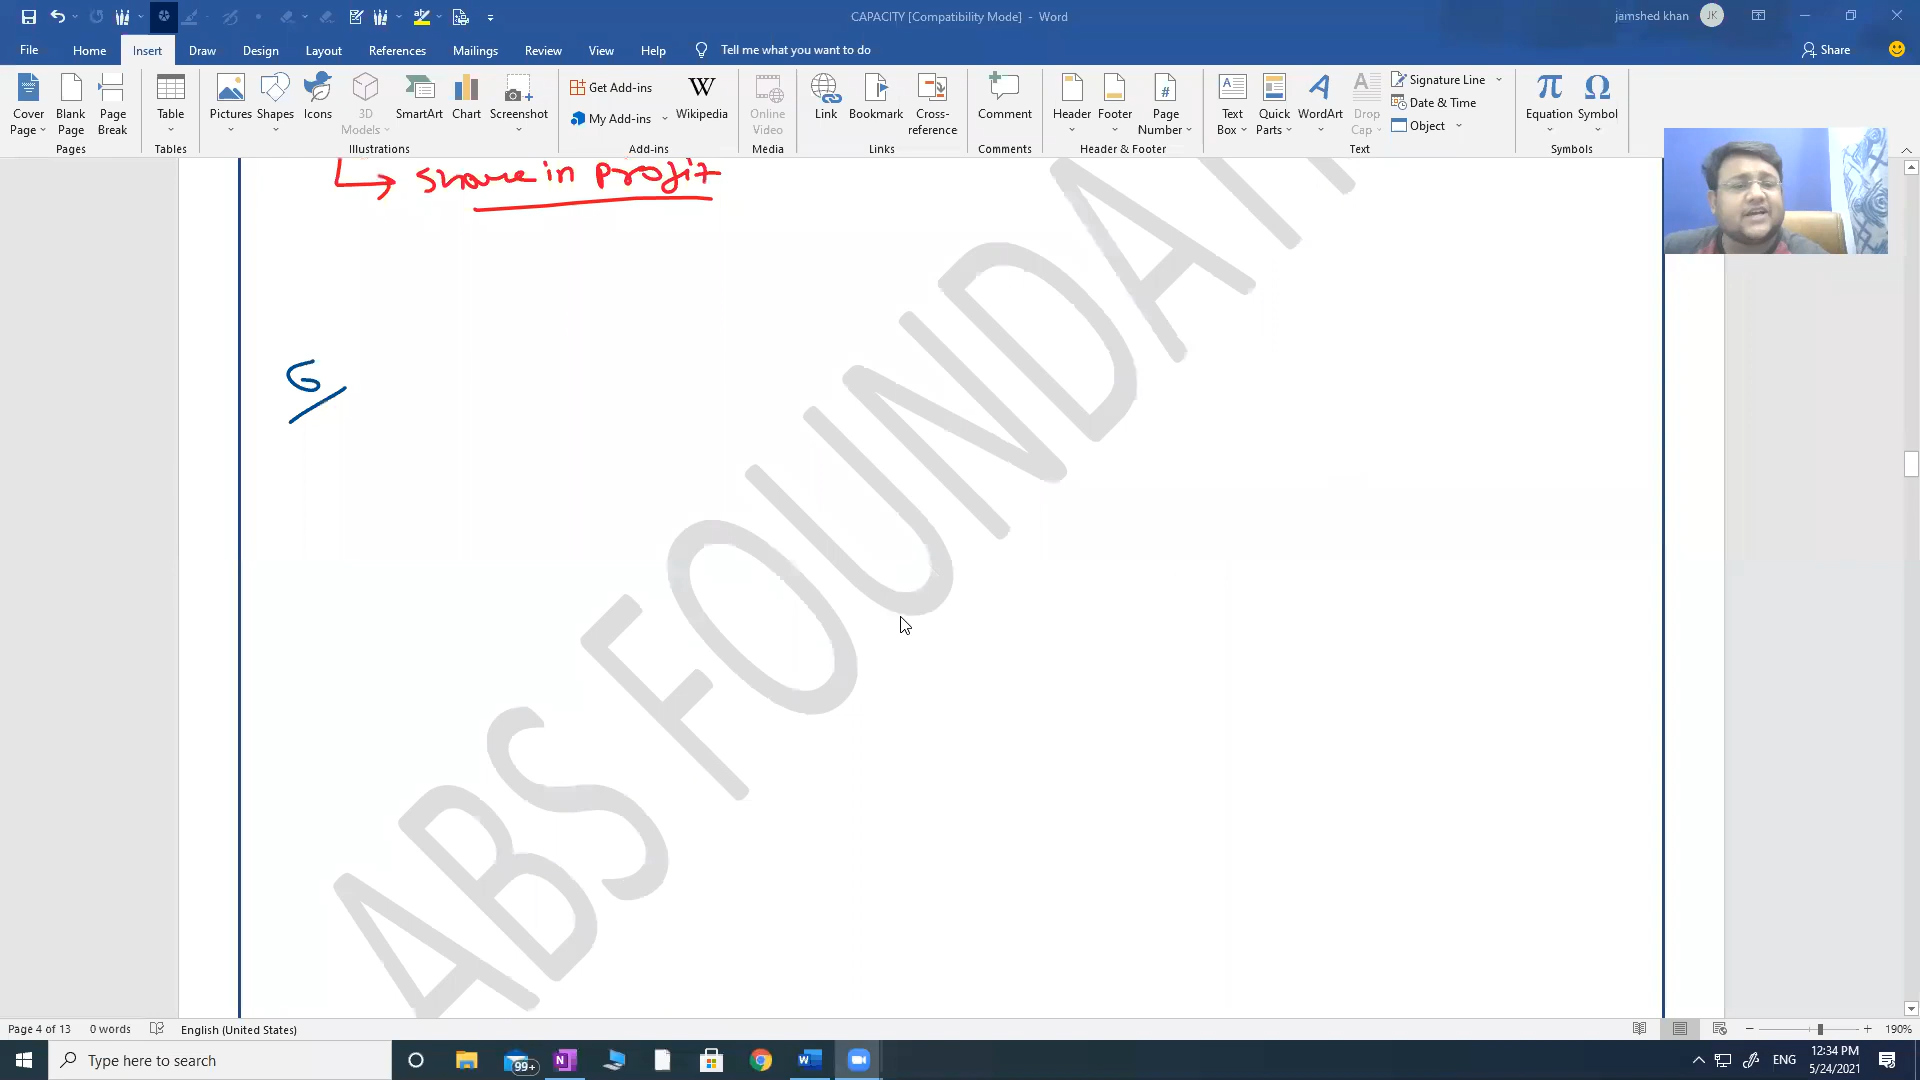 CAPACITY [Compatibility Mode] - Word
jamshed khan JK
File Home Insert Draw Design Layout References Mailings Review View Help Tell me what you want to do Share
Cover Page Blank Page Page Break Pages
Table Tables
Pictures Shapes Icons 3D Models SmartArt Chart Screenshot Illustrations
Get Add-ins My Add-ins Wikipedia Add-ins
Online Video Media
Link Bookmark Cross-reference Links
Comment Comments
Header Footer Page Number Header & Footer
Text Box Quick Parts WordArt Drop Cap Signature Line Date & Time Object Text
Equation Symbol Symbols
share in profit
6
ABS FOUNDAT
Page 4 of 13 0 words English (United States) 190%
Type here to search 99+ ENG 12:34 PM
5/24/2021